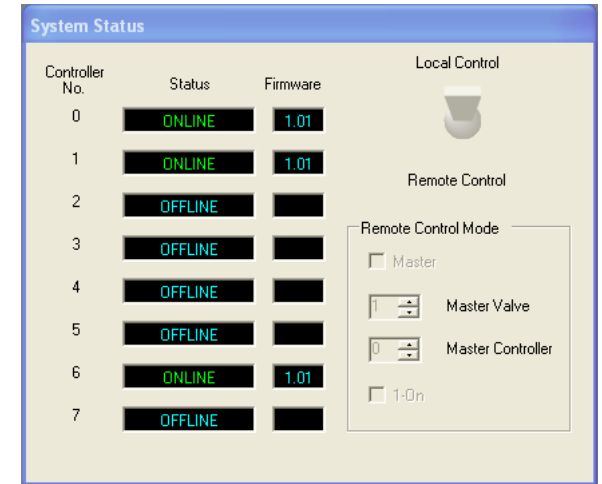 System Status
Controller No.
Status
Firmware
0 ONLINE 1.01
1 ONLINE 1.01
2 OFFLINE
3 OFFLINE
4 OFFLINE
5 OFFLINE
6 ONLINE 1.01
7 OFFLINE
Local Control
Remote Control
Remote Control Mode
Master
1 Master Valve
0 Master Controller
1-On